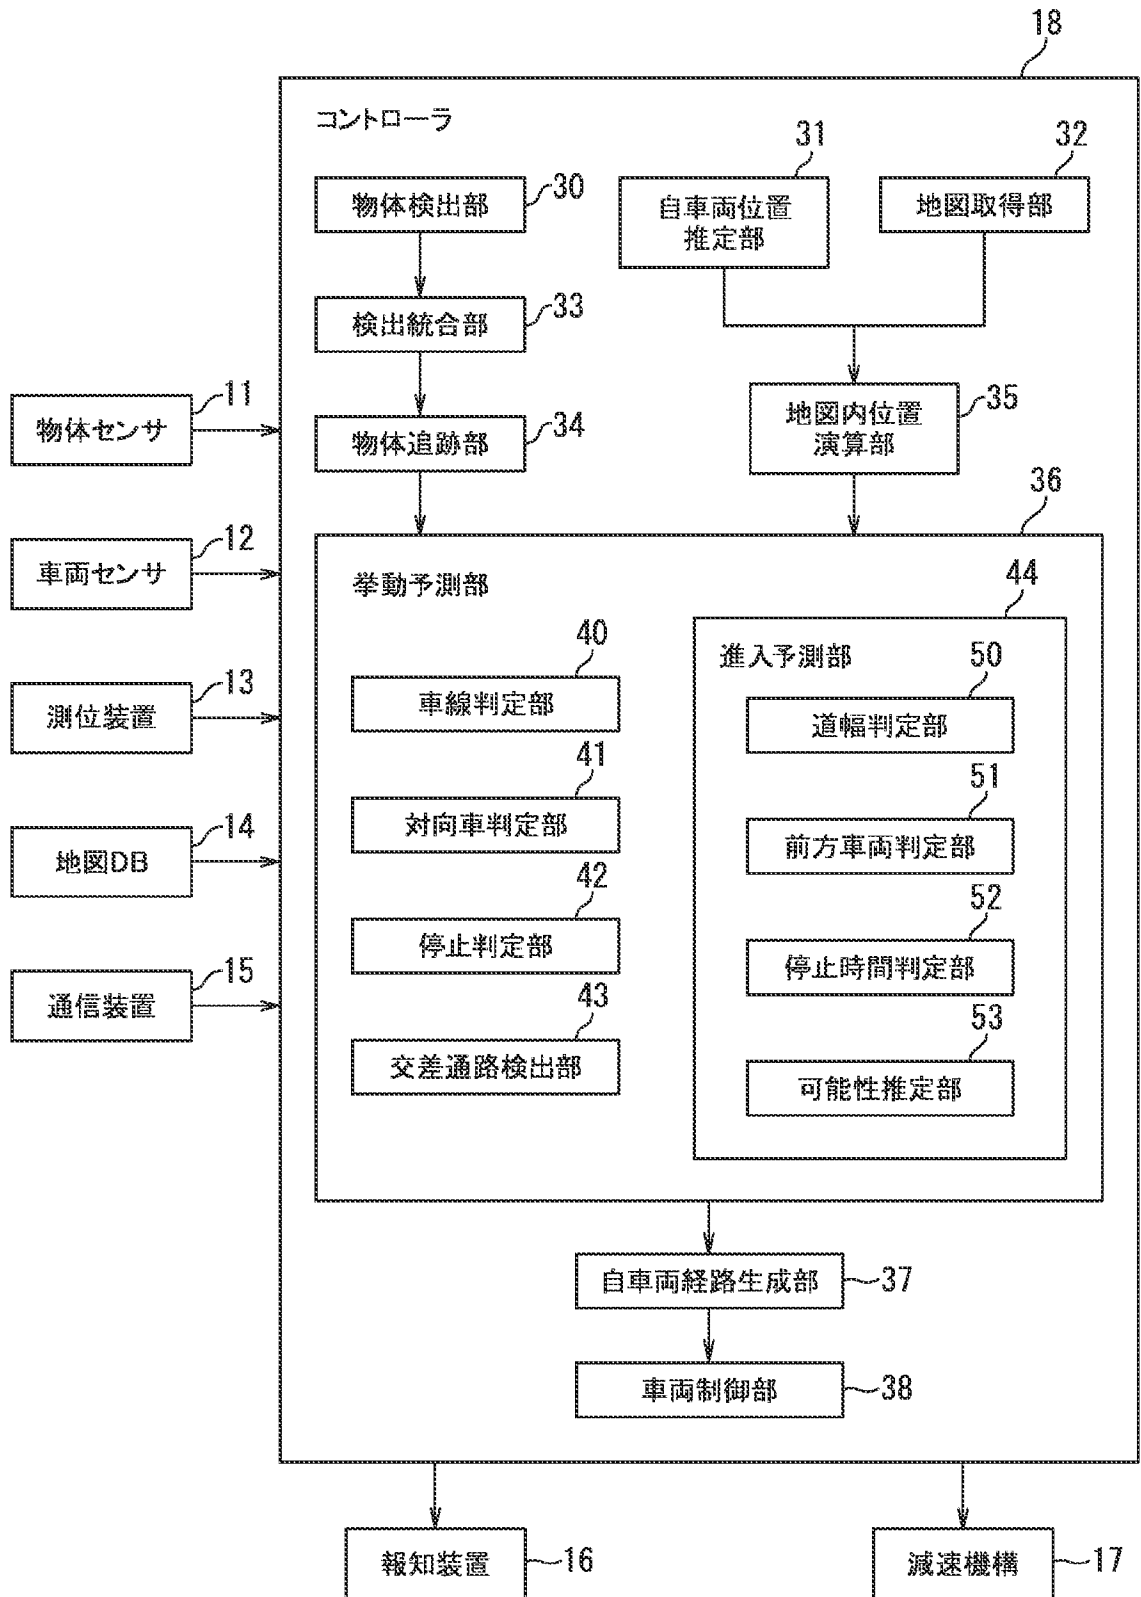 18
コントローラ
物体検出部
30
自車両位置
推定部
31
地図取得部
32
検出統合部
33
物体追跡部
34
地図内位置
演算部
35
物体センサ
11
車両センサ
12
測位装置
13
地図DB
14
通信装置
15
36
挙動予測部
車線判定部
40
対向車判定部
41
停止判定部
42
交差通路検出部
43
44
進入予測部
道幅判定部
50
前方車両判定部
51
停止時間判定部
52
可能性推定部
53
自車両経路生成部
37
車両制御部
38
報知装置
16
減速機構
17